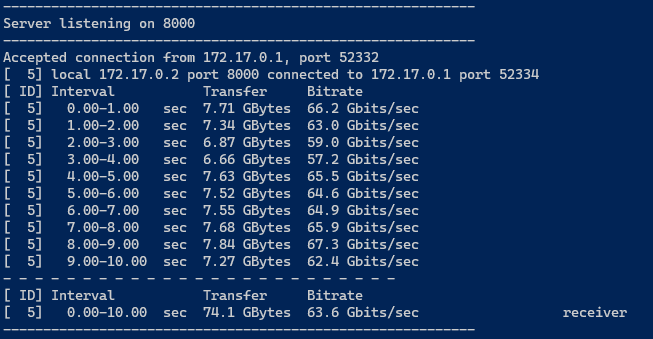 -----------------------------------------------------------
Server listening on 8000
-----------------------------------------------------------
Accepted connection from 172.17.0.1, port 52332
[  5] local 172.17.0.2 port 8000 connected to 172.17.0.1 port 52334
[ ID] Interval           Transfer     Bitrate
[  5]   0.00-1.00   sec  7.71 GBytes  66.2 Gbits/sec
[  5]   1.00-2.00   sec  7.34 GBytes  63.0 Gbits/sec
[  5]   2.00-3.00   sec  6.87 GBytes  59.0 Gbits/sec
[  5]   3.00-4.00   sec  6.66 GBytes  57.2 Gbits/sec
[  5]   4.00-5.00   sec  7.63 GBytes  65.5 Gbits/sec
[  5]   5.00-6.00   sec  7.52 GBytes  64.6 Gbits/sec
[  5]   6.00-7.00   sec  7.55 GBytes  64.9 Gbits/sec
[  5]   7.00-8.00   sec  7.68 GBytes  65.9 Gbits/sec
[  5]   8.00-9.00   sec  7.84 GBytes  67.3 Gbits/sec
[  5]   9.00-10.00  sec  7.27 GBytes  62.4 Gbits/sec
- - - - - - - - - - - - - - - - - - - - - - - - -
[ ID] Interval           Transfer     Bitrate
[  5]   0.00-10.00  sec  74.1 GBytes  63.6 Gbits/sec                  receiver
-----------------------------------------------------------